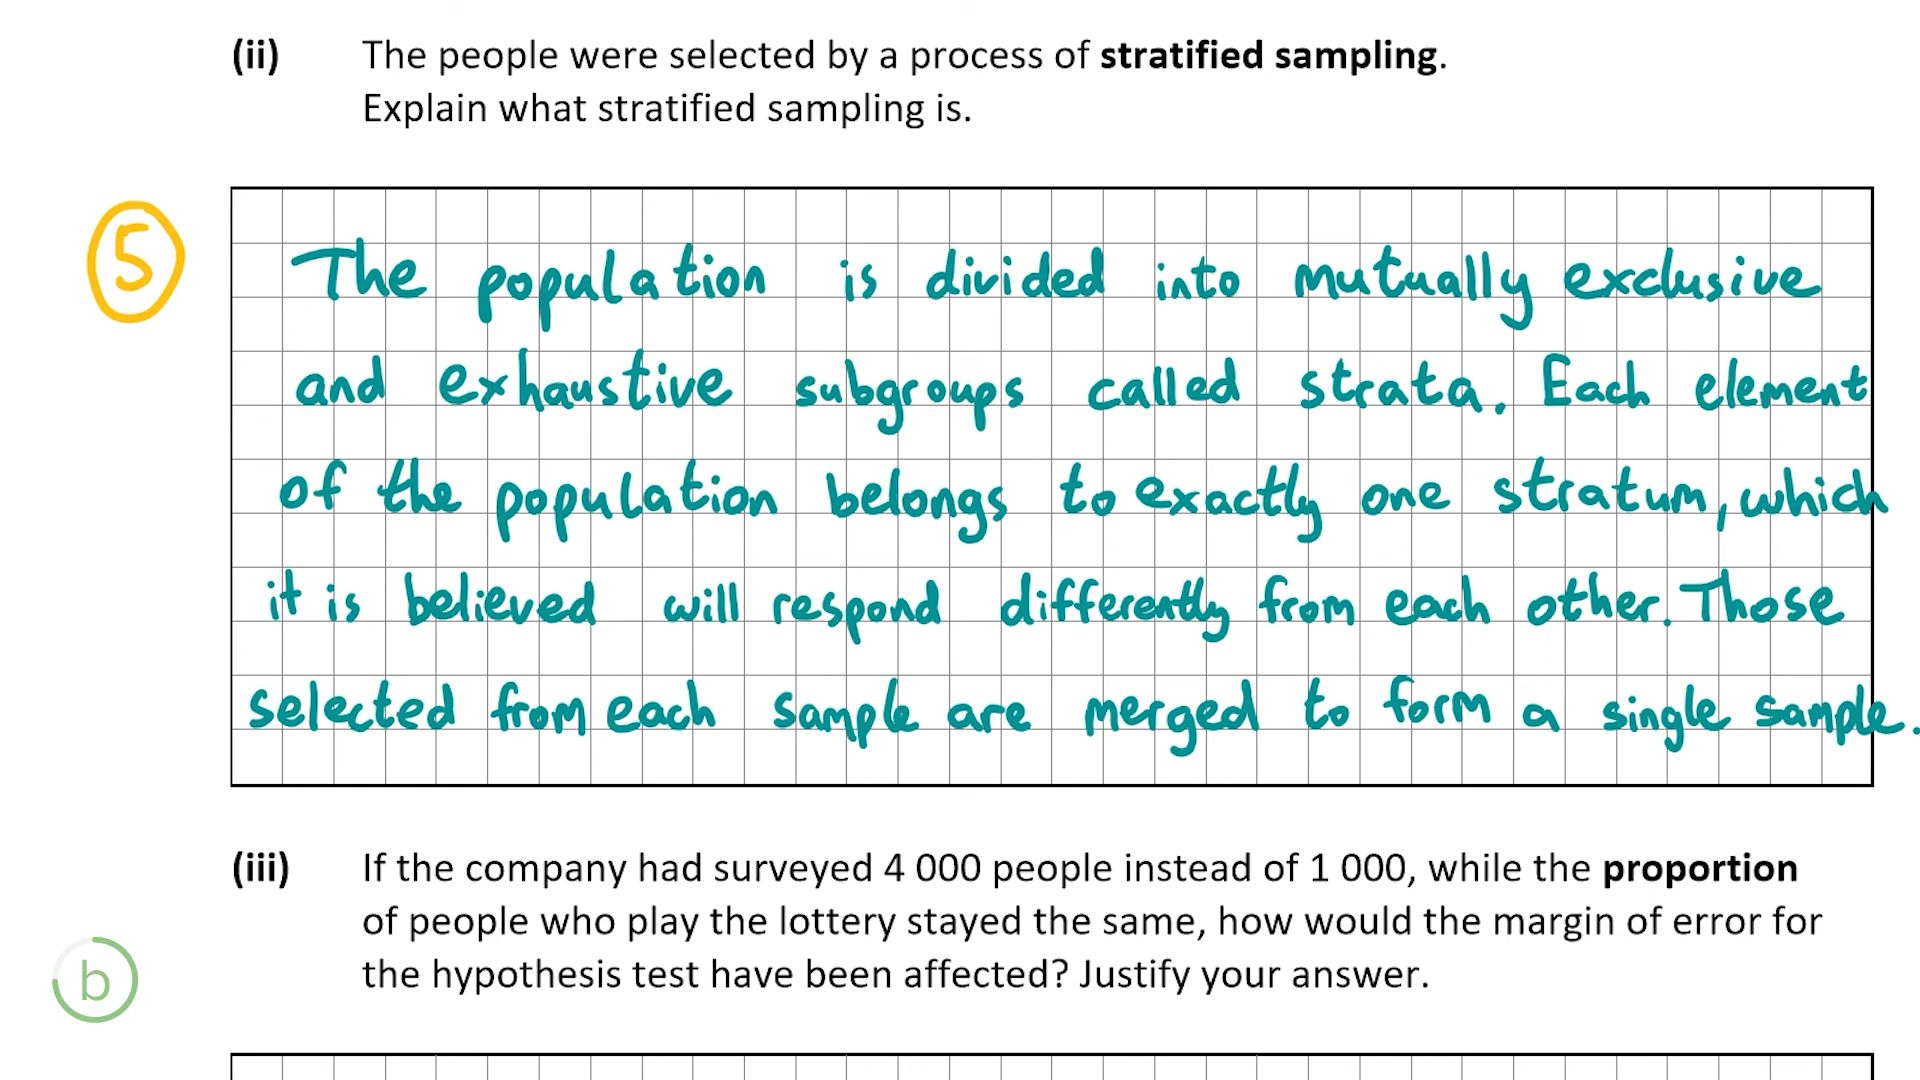 (ii) The people were selected by a process of stratified sampling.
Explain what stratified sampling is.
5
The population is divided into mutually exclusive
and exhaustive subgroups called strata. Each element
of the population belongs to exactly one stratum, which
it is believed will respond differently from each other. Those
selected from each sample are merged to form a single sample.
(iii) If the company had surveyed 4 000 people instead of 1 000, while the proportion
of people who play the lottery stayed the same, how would the margin of error for
the hypothesis test have been affected? Justify your answer.
b